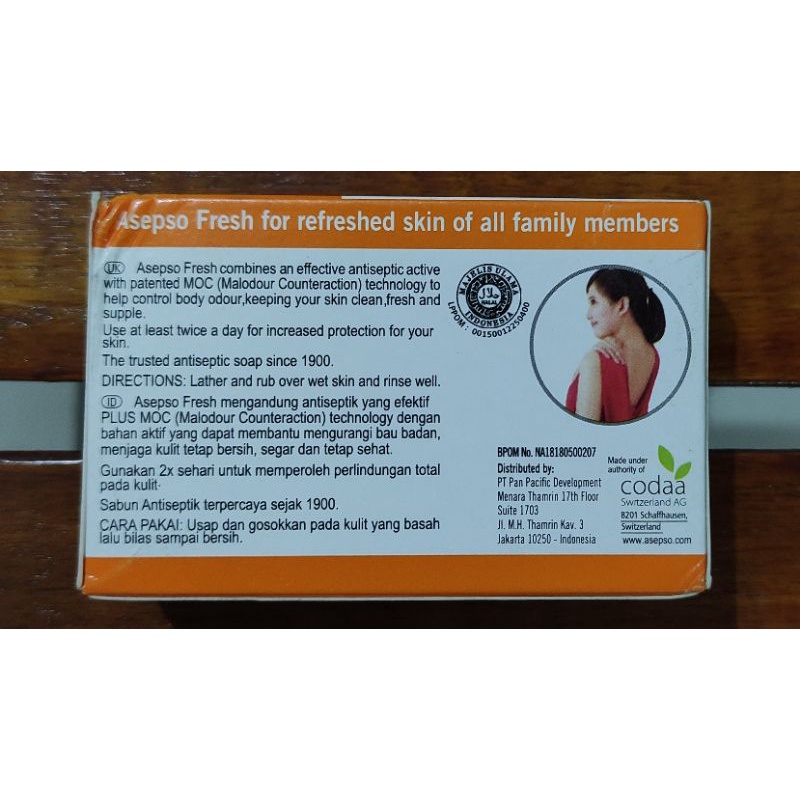 Asepso Fresh for refreshed skin of all family members
UK Asepso Fresh combines an effective antiseptic active
with patented MOC (Malodour Counteraction) technology to
help control body odour,keeping your skin clean,fresh and
supple.
Use at least twice a day for increased protection for your
skin.
The trusted antiseptic soap since 1900.
DIRECTIONS: Lather and rub over wet skin and rinse well.
ID Asepso Fresh mengandung antiseptik yang efektif
PLUS MOC (Malodour Counteraction) technology dengan
bahan aktif yang dapat membantu mengurangi bau badan,
menjaga kulit tetap bersih, segar dan tetap sehat.
Gunakan 2x sehari untuk memperoleh perlindungan total
pada kulit.
Sabun Antiseptik terpercaya sejak 1900.
CARA PAKAI: Usap dan gosokkan pada kulit yang basah
lalu bilas sampai bersih.
MAJELIS ULAMA
حلال
HALAL
INDONESIA
LPPOM: 00150012250400
BPOM No. NA18180500207
Distributed by:
PT Pan Pacific Development
Menara Thamrin 17th Floor
Suite 1703
Jl. M.H. Thamrin Kav. 3
Jakarta 10250 - Indonesia
Made under
authority of
codaa
Switzerland AG
8201 Schaffhausen,
Switzerland
www.asepso.com